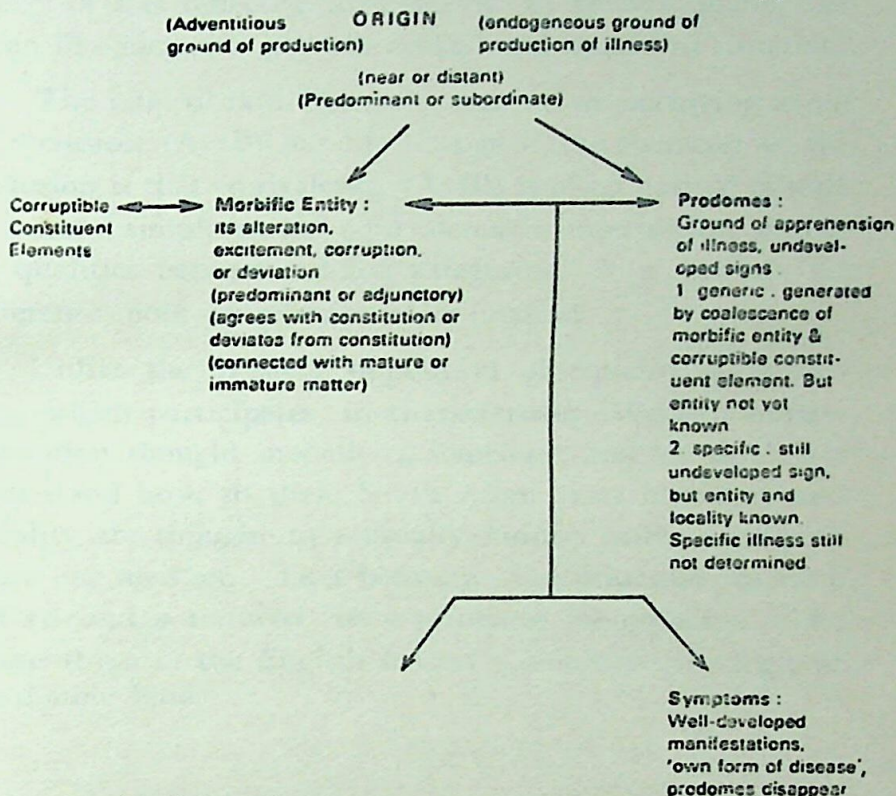 (Adventitious
ground of production)
ORIGIN
(endogeneous ground of
production of illness)
(near or distant)
(Predominant or subordinate)
Corruptible
Constituent
Elements
Morbific Entity :
its alteration,
excitement, corruption,
or deviation
(predominant or adjunctory)
(agrees with constitution or
deviates from constitution)
(connected with mature or
immature matter)
Prodomes :
Ground of apprehension
of illness, undevel-
oped signs
1 generic . generated
by coalescence of
morbific entity &
corruptible constit-
uent element. But
entity not yet
known
2 specific . still
undeveloped sign,
but entity and
locality known.
Specific illness still
not determined
Symptoms :
Well-developed
manifestations,
'own form of disease',
prodomes disappear